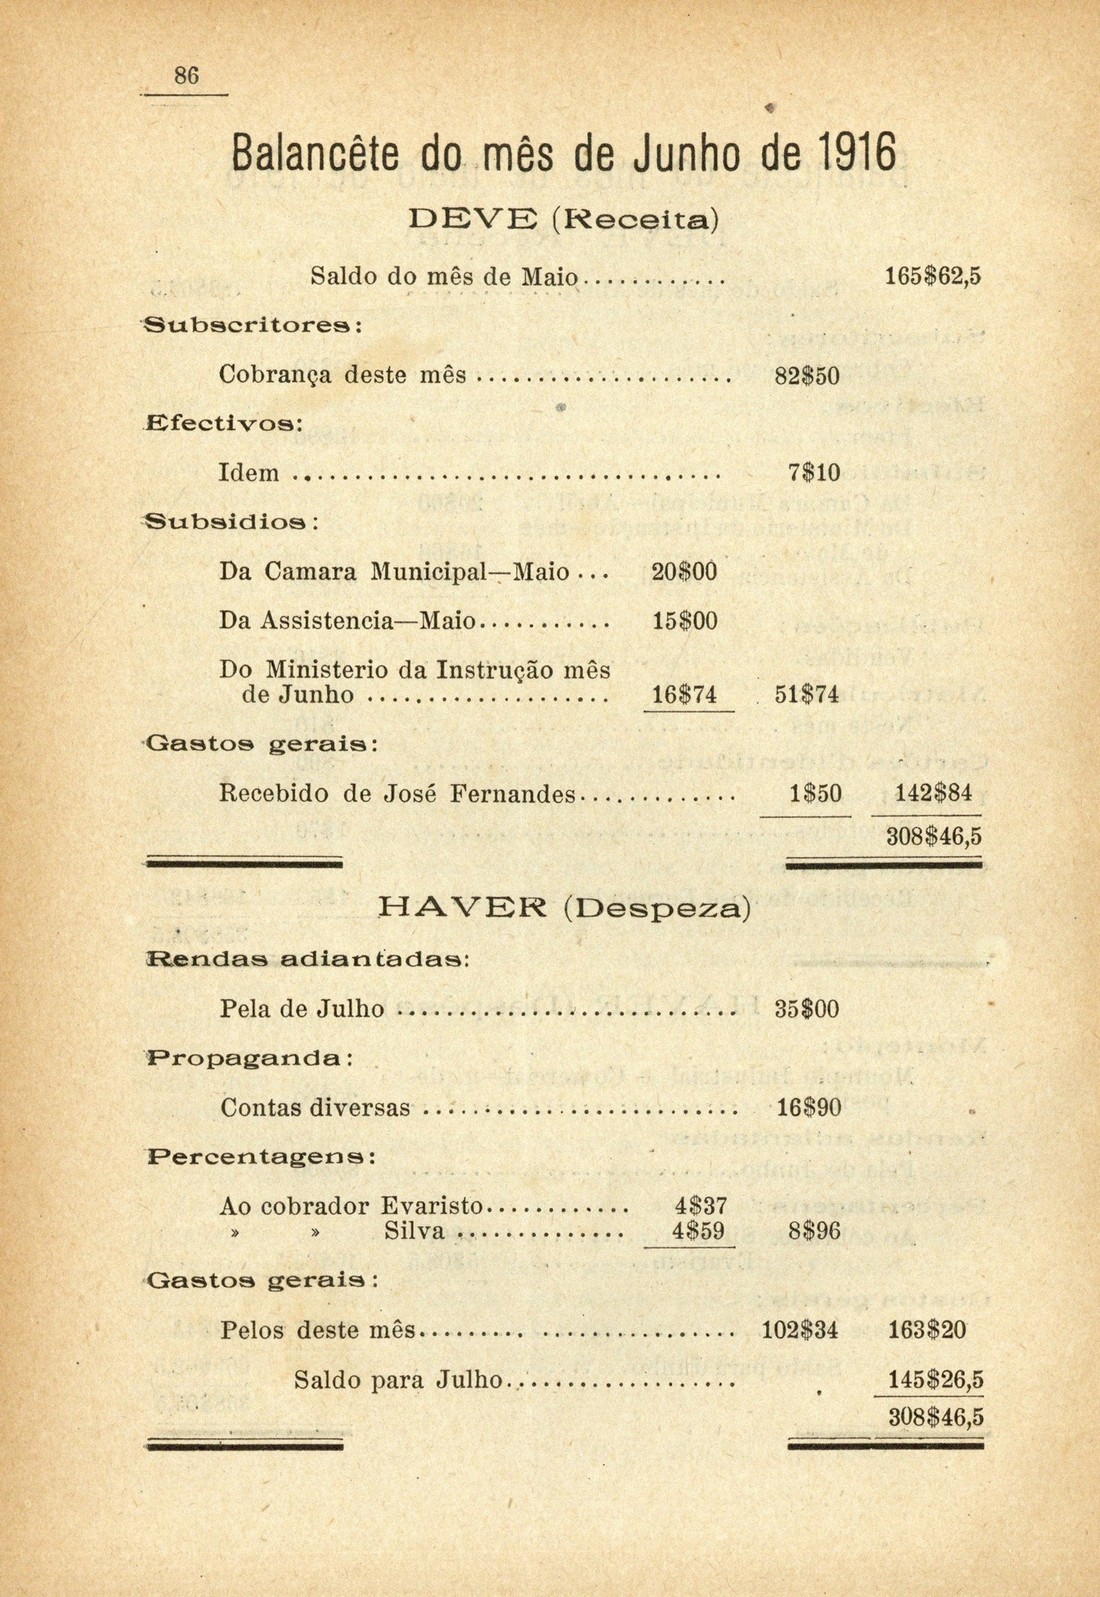 86
Balancête do mês de Junho de 1916
DEVE (Receita)
Saldo do mês de Maio............ 165$62,5
Subscritores:
Cobrança deste mês ...................... 82$50
Efectivos:
Idem .................................... 7$10
Subsidios:
Da Camara Municipal—Maio... 20$00
Da Assistencia—Maio........... 15$00
Do Ministerio da Instrução mês
de Junho .................... 16$74 51$74
Gastos gerais:
Recebido de José Fernandes............. 1$50 142$84
308$46,5
HAVER (Despeza)
Rendas adiantadas:
Pela de Julho ............................ 35$00
Propaganda:
Contas diversas .......................... 16$90
Percentagens:
Ao cobrador Evaristo............ 4$37
» » Silva .............. 4$59 8$96
Gastos gerais:
Pelos deste mês.......... ................ 102$34 163$20
Saldo para Julho.................... 145$26,5
308$46,5